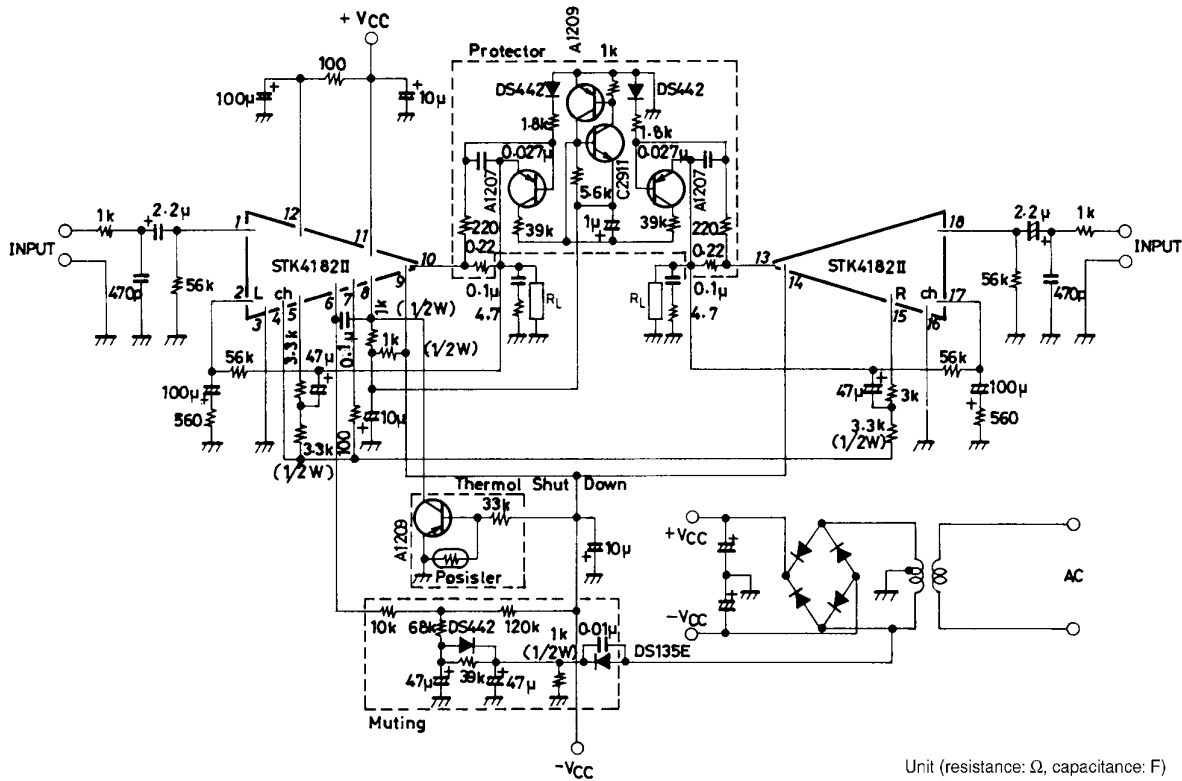 + VCC
A1209
Protector
1k
100
100μ
+
10μ
+
DS442
DS442
1.8k
1.8k
0.027μ
0.027μ
A1207
C2911
A1207
5.6k
1μ
+
220
39k
39k
220
0.22
0.22
INPUT
1k
+
2.2μ
1
12
11
10
STK4182II
9
470p
56k
2
L
ch
3
4
5
6
7
8
0.1μ
4.7
RL
RL
0.1μ
4.7
13
14
STK4182II
18
R
ch
17
15
16
2.2μ
+
1k
INPUT
56k
470p
1k
(1/2W)
1k
(1/2W)
3.3k
47μ
+
0.1μ
56k
100μ
+
560
3.3k
(1/2W)
100
+
10μ
47μ
+
3k
3.3k
(1/2W)
56k
+
100μ
560
Thermol Shut Down
33k
A1209
Posisler
+
10μ
+VCC
+
+
-VCC
AC
10k
68k
DS442
120k
1k
(1/2W)
0.01μ
DS135E
39k
47μ
+
+
47μ
Muting
-VCC
Unit (resistance: Ω, capacitance: F)